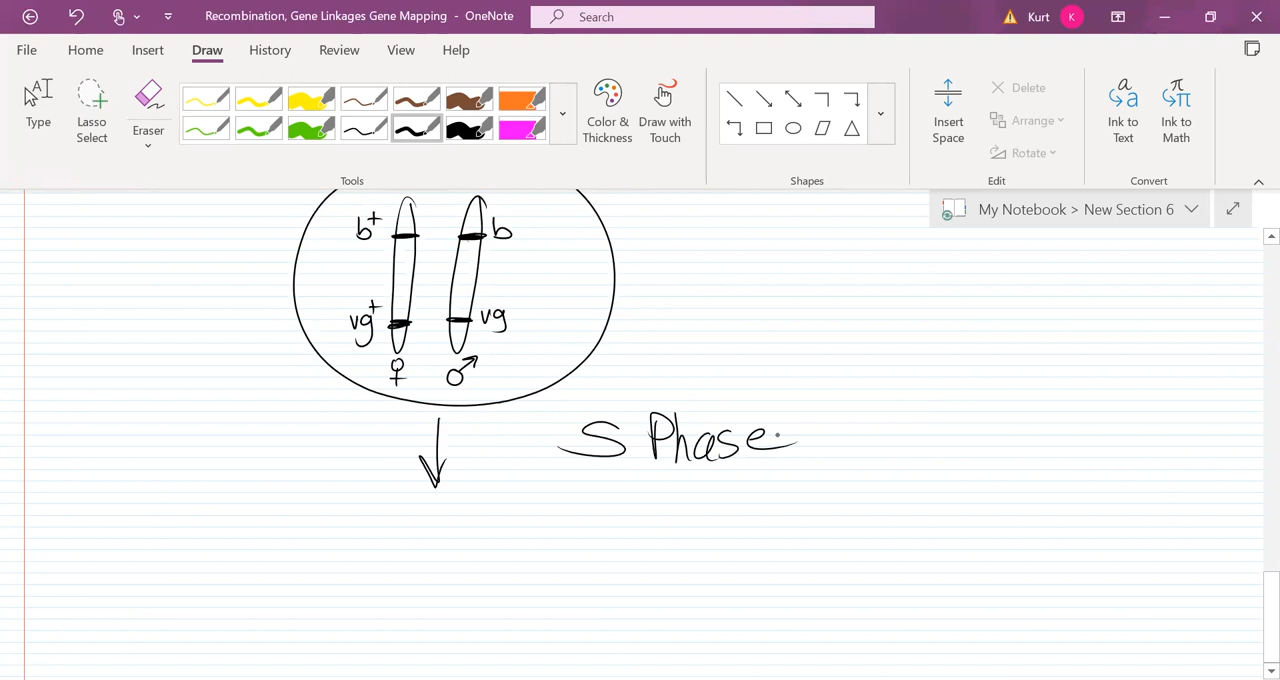 Recombination, Gene Linkages Gene Mapping - OneNote
Search
Kurt
K
File Home Insert Draw History Review View Help
Type
Lasso Select
Eraser
Color & Thickness
Draw with Touch
Insert Space
Delete
Arrange
Rotate
a
a
Ink to Text
π
π
Ink to Math
Tools
Shapes
Edit
Convert
My Notebook > New Section 6
b+ b
vg+ vg
♀ ♂
S Phase